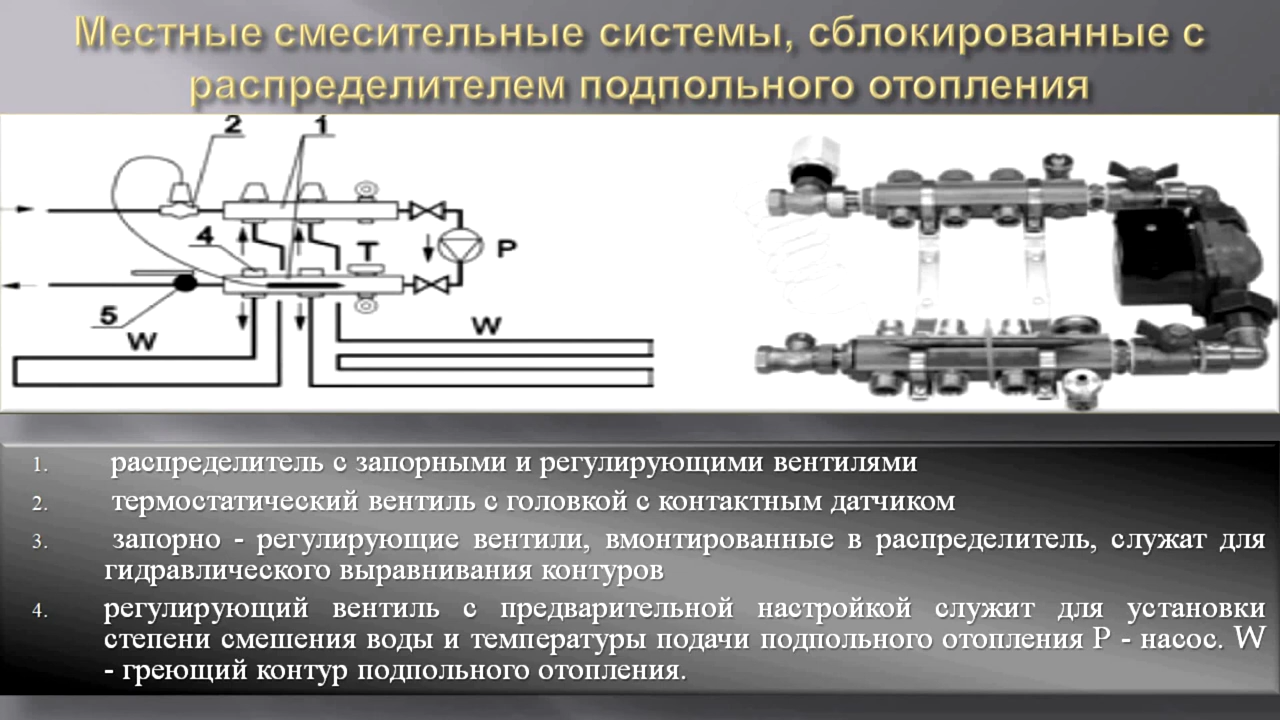 Местные смесительные системы, сблокированные с
распределителем подпольного отопления
2 1
4 T P
5 W W
1. распределитель с запорными и регулирующими вентилями
2. термостатический вентиль с головкой с контактным датчиком
3. запорно - регулирующие вентили, вмонтированные в распределитель, служат для
гидравлического выравнивания контуров
4. регулирующий вентиль с предварительной настройкой служит для установки
степени смешения воды и температуры подачи подпольного отопления P - насос. W
- греющий контур подпольного отопления.